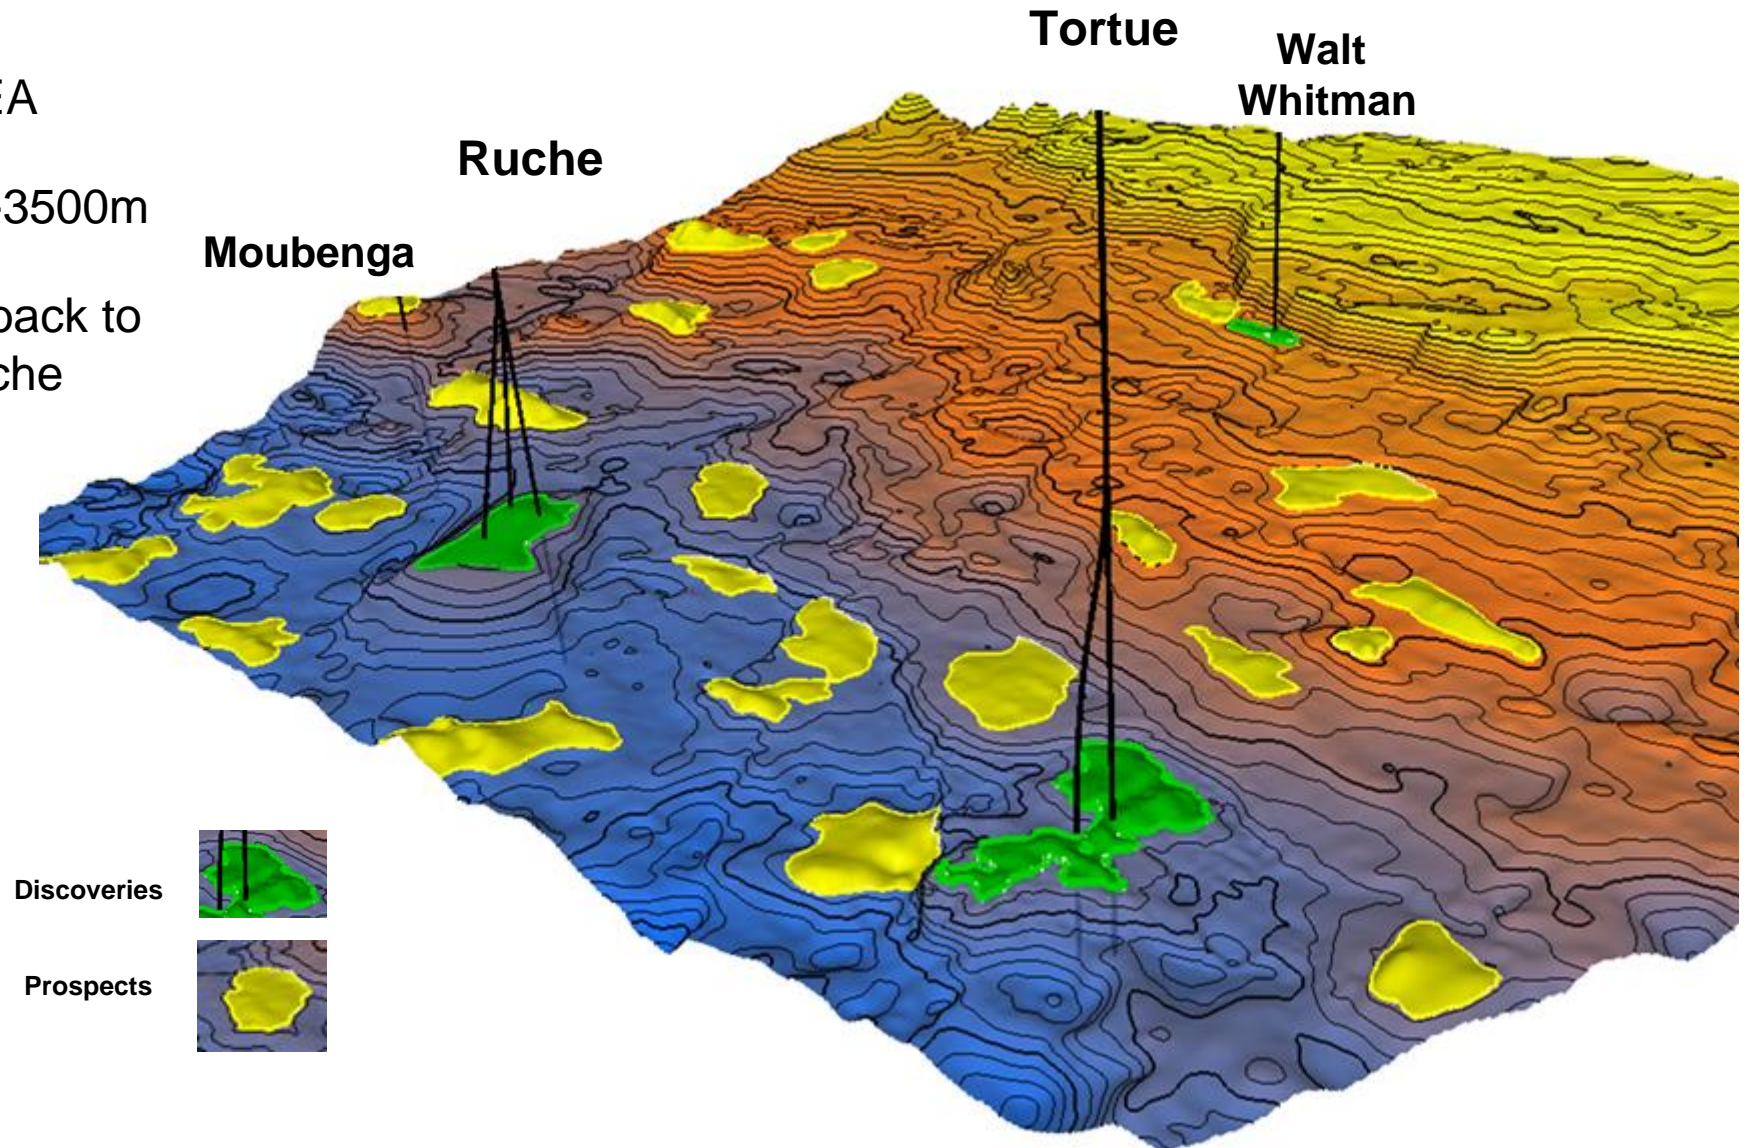 EA
3500m
back to
che
Tortue
Walt
Whitman
Ruche
Moubenga
Discoveries
Prospects